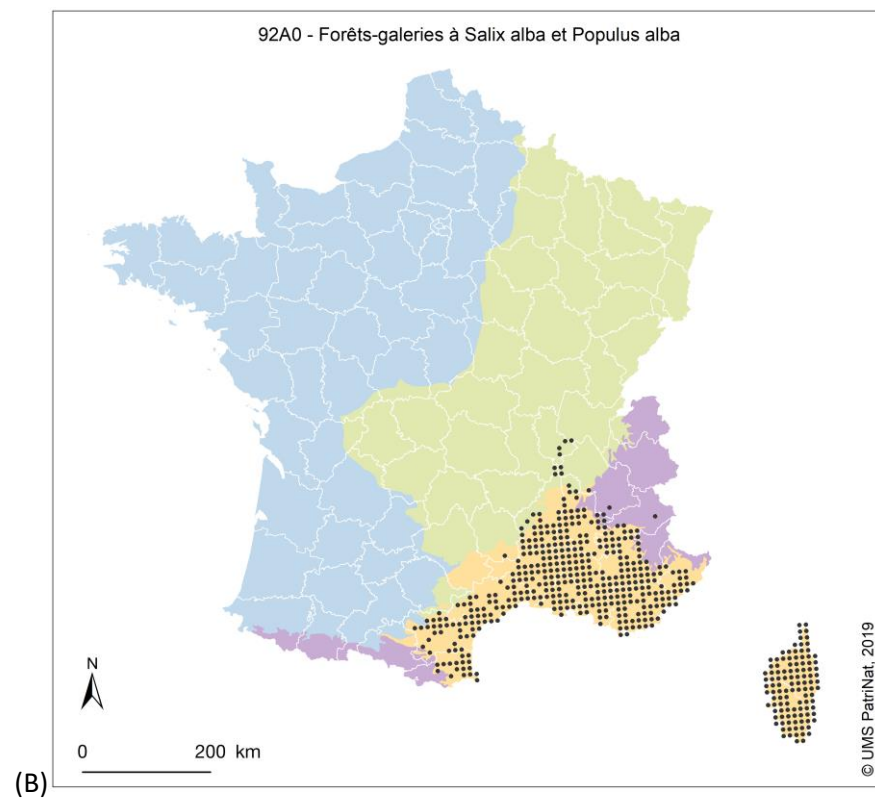 92A0 - Forêts-galeries à Salix alba et Populus alba
N
0 200 km
© UMS PatriNat, 2019
(B)